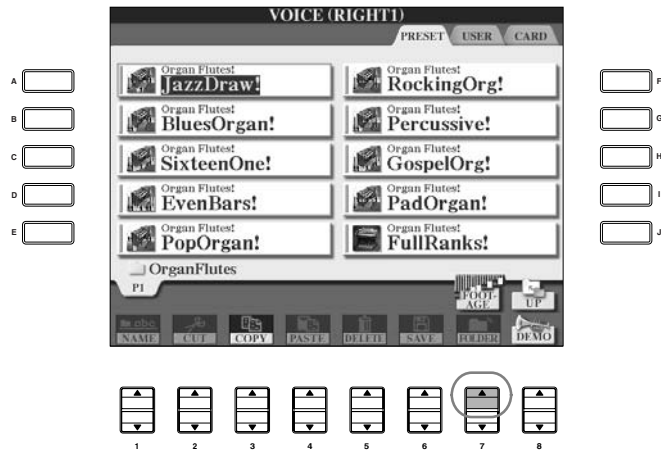 VOICE (RIGHT1)
PRESET USER CARD
A
Organ Flutes!
JazzDraw!
Organ Flutes!
RockingOrg!
F
B
Organ Flutes!
BluesOrgan!
Organ Flutes!
Percussive!
G
C
Organ Flutes!
SixteenOne!
Organ Flutes!
GospelOrg!
H
D
Organ Flutes!
EvenBars!
Organ Flutes!
PadOrgan!
I
E
Organ Flutes!
PopOrgan!
Organ Flutes!
FullRanks!
J
OrganFlutes
P1
FOOT-
AGE
UP
abc
NAME CUT COPY PASTE DELETE SAVE FOLDER DEMO
1 2 3 4 5 6 7 8